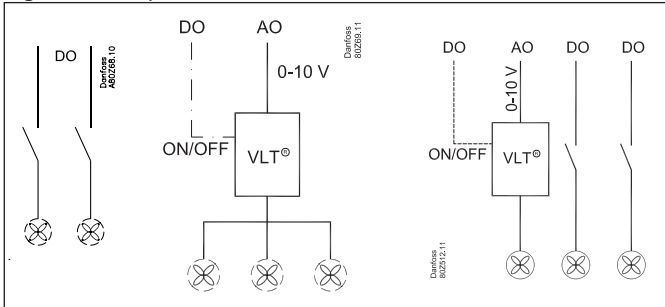 DO
Danfoss
A80Z68.10
DO
AO
Danfoss
80Z69.11
0-10 V
ON/OFF
VLT®
DO
AO
DO
DO
0-10 V
ON/OFF
VLT®
Danfoss
80Z512.11